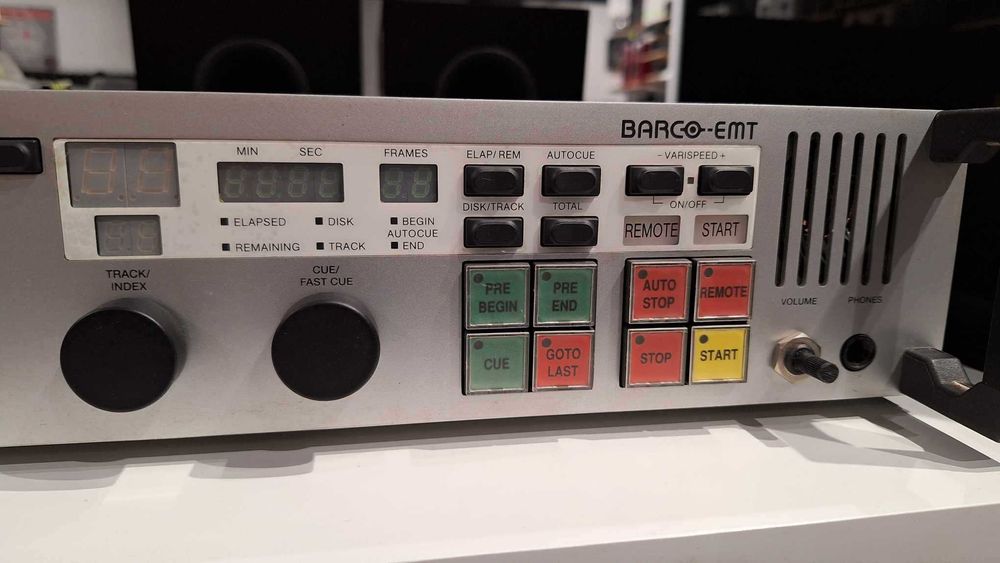 BARCO-EMT
MIN SEC FRAMES ELAP/REM AUTOCUE - VARISPEED +
ON/OFF
ELAPSED DISK BEGIN DISK/TRACK TOTAL
AUTOCUE
REMAINING TRACK END
REMOTE START
TRACK/
INDEX
CUE/
FAST CUE
PRE
BEGIN
PRE
END
AUTO
STOP
REMOTE
CUE
GOTO
LAST
STOP
START
VOLUME PHONES